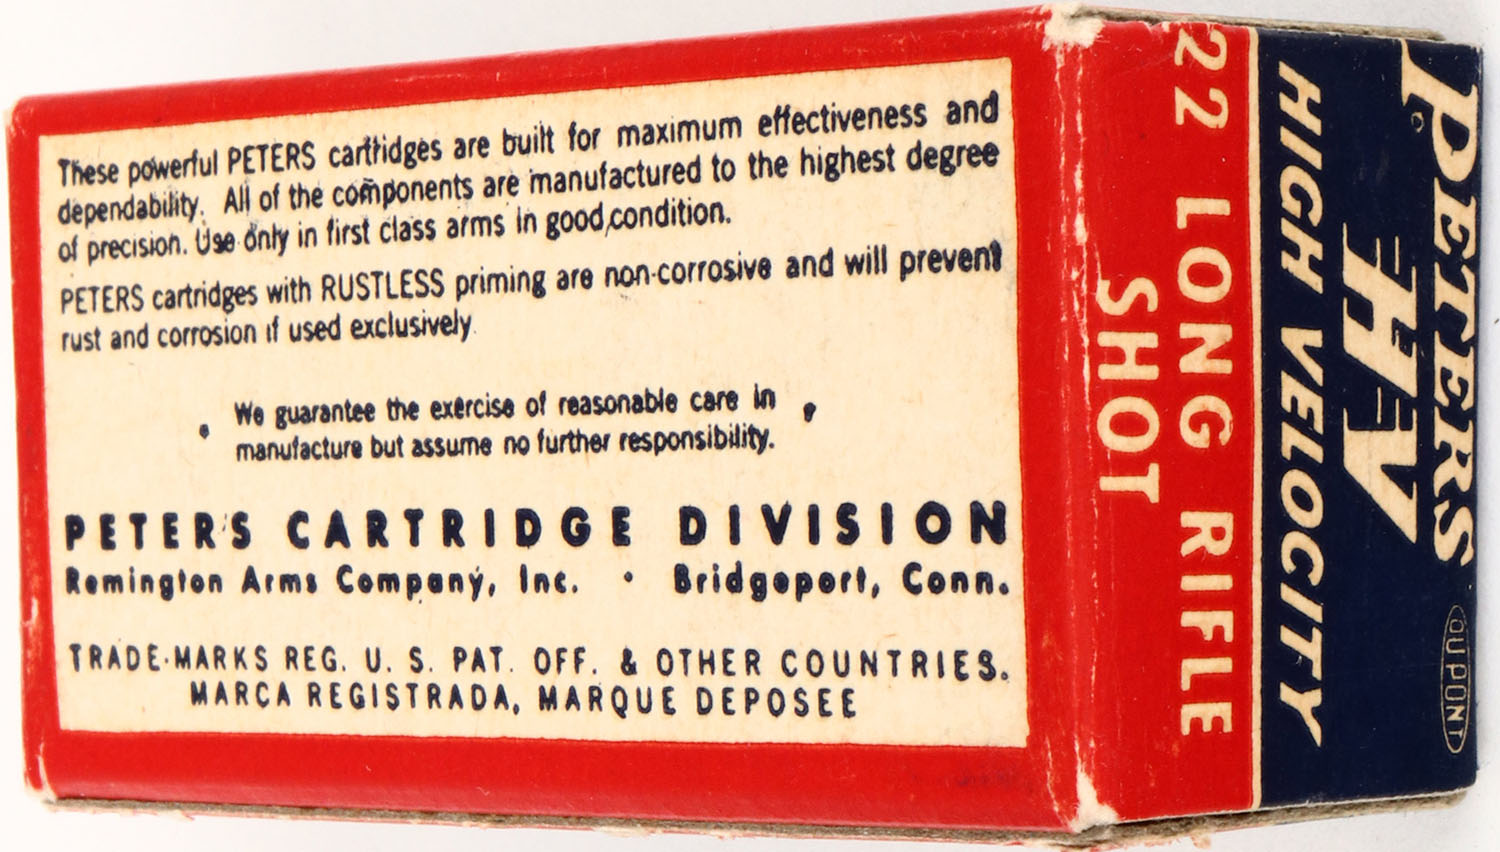 These powerful PETERS cartridges are built for maximum effectiveness and
dependability. All of the components are manufactured to the highest degree
of precision. Use only in first class arms in good condition.
PETERS cartridges with RUSTLESS priming are non-corrosive and will prevent
rust and corrosion if used exclusively.
We guarantee the exercise of reasonable care in
manufacture but assume no further responsibility.
PETERS CARTRIDGE DIVISION
Remington Arms Company, Inc. • Bridgeport, Conn.
TRADE-MARKS REG. U. S. PAT. OFF. & OTHER COUNTRIES.
MARCA REGISTRADA, MARQUE DEPOSEE
PETERS
HV
HIGH VELOCITY
22 LONG RIFLE
SHOT
DUPONT